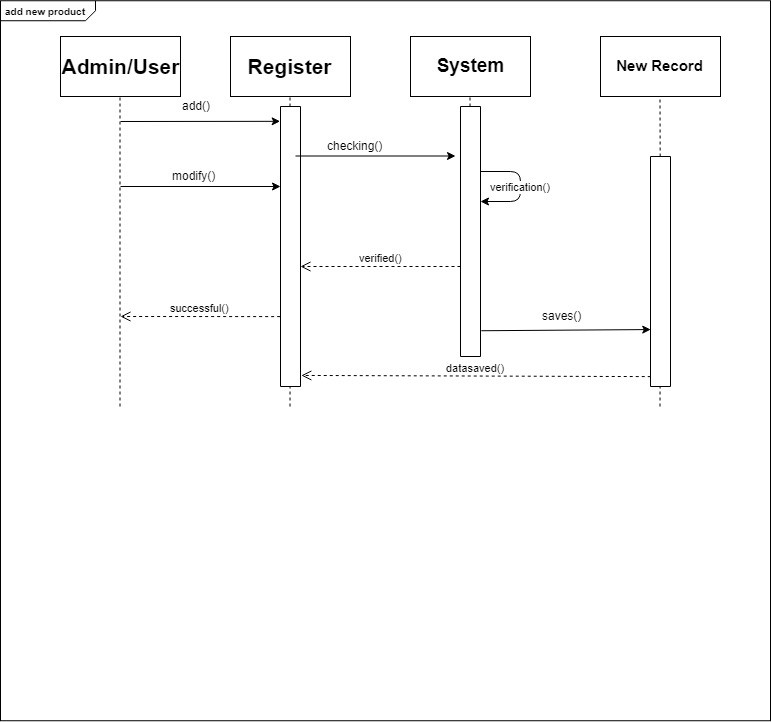 add new product
Admin/User
Register
System
New Record
add()
checking()
modify()
verification()
verified()
successful()
saves()
datasaved()